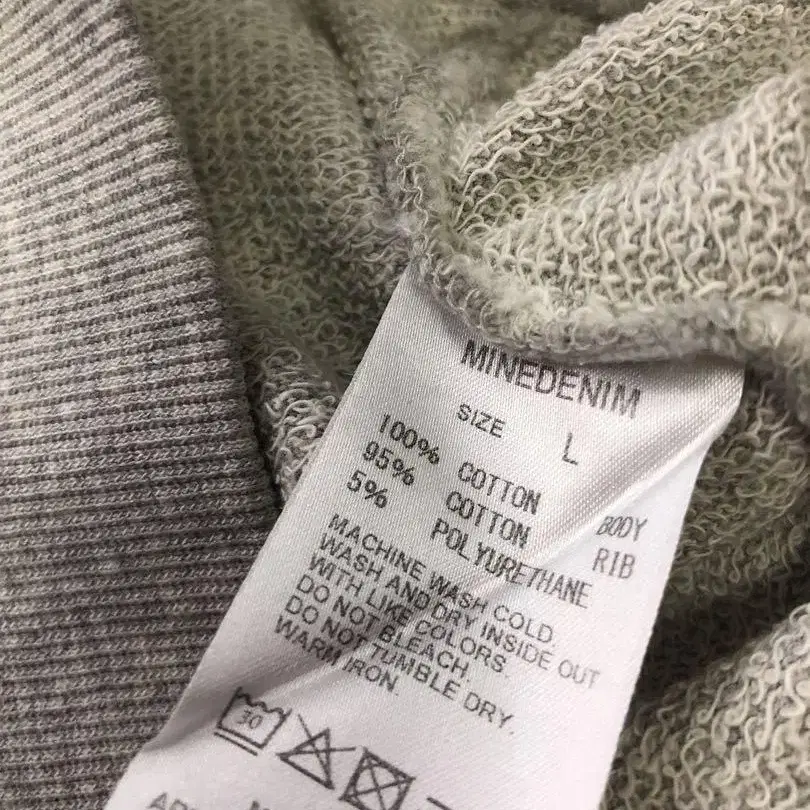 MINEDENIM
SIZE L
100% COTTON BODY
95% COTTON RIB
5% POLYURETHANE
MACHINE WASH COLD
WASH AND DRY INSIDE OUT
WITH LIKE COLORS.
DO NOT BLEACH.
DO NOT TUMBLE DRY.
WARM IRON.
30